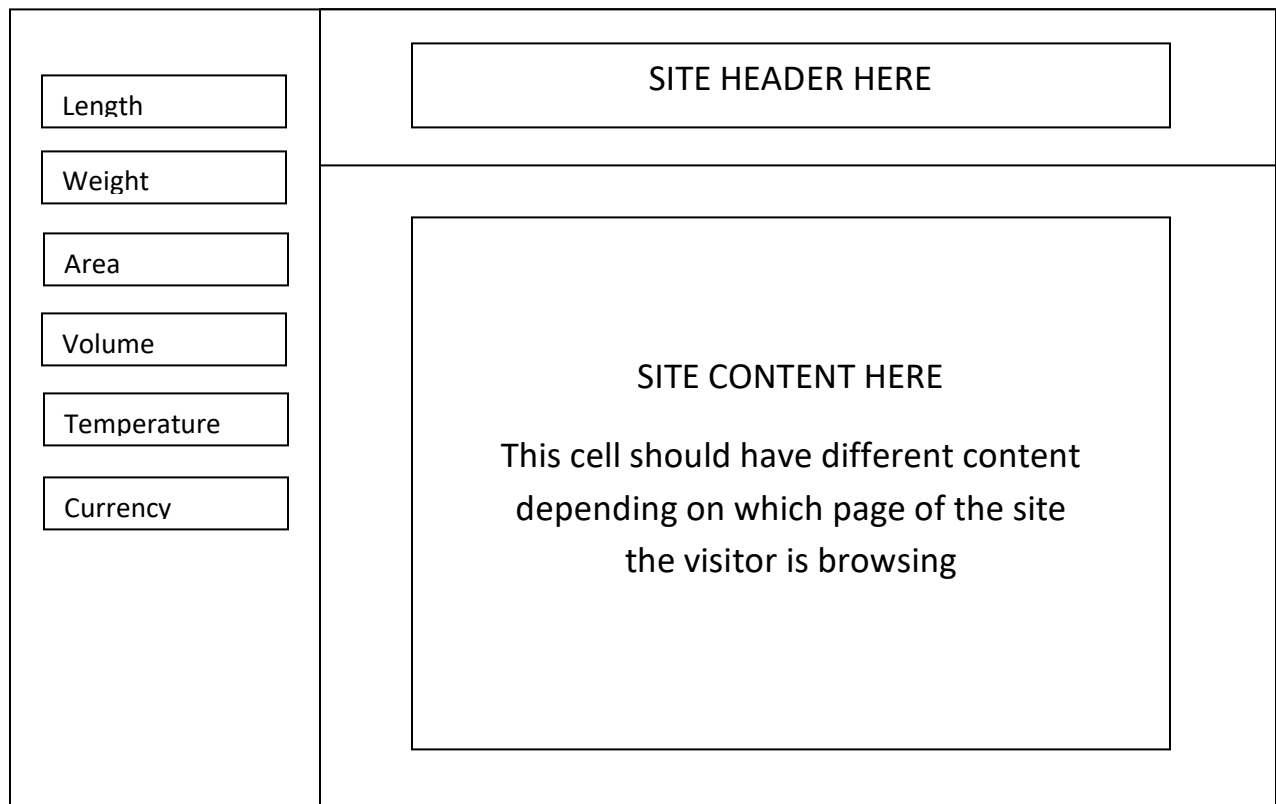 Length
Weight
Area
Volume
Temperature
Currency
SITE HEADER HERE
SITE CONTENT HERE
This cell should have different content
depending on which page of the site
the visitor is browsing